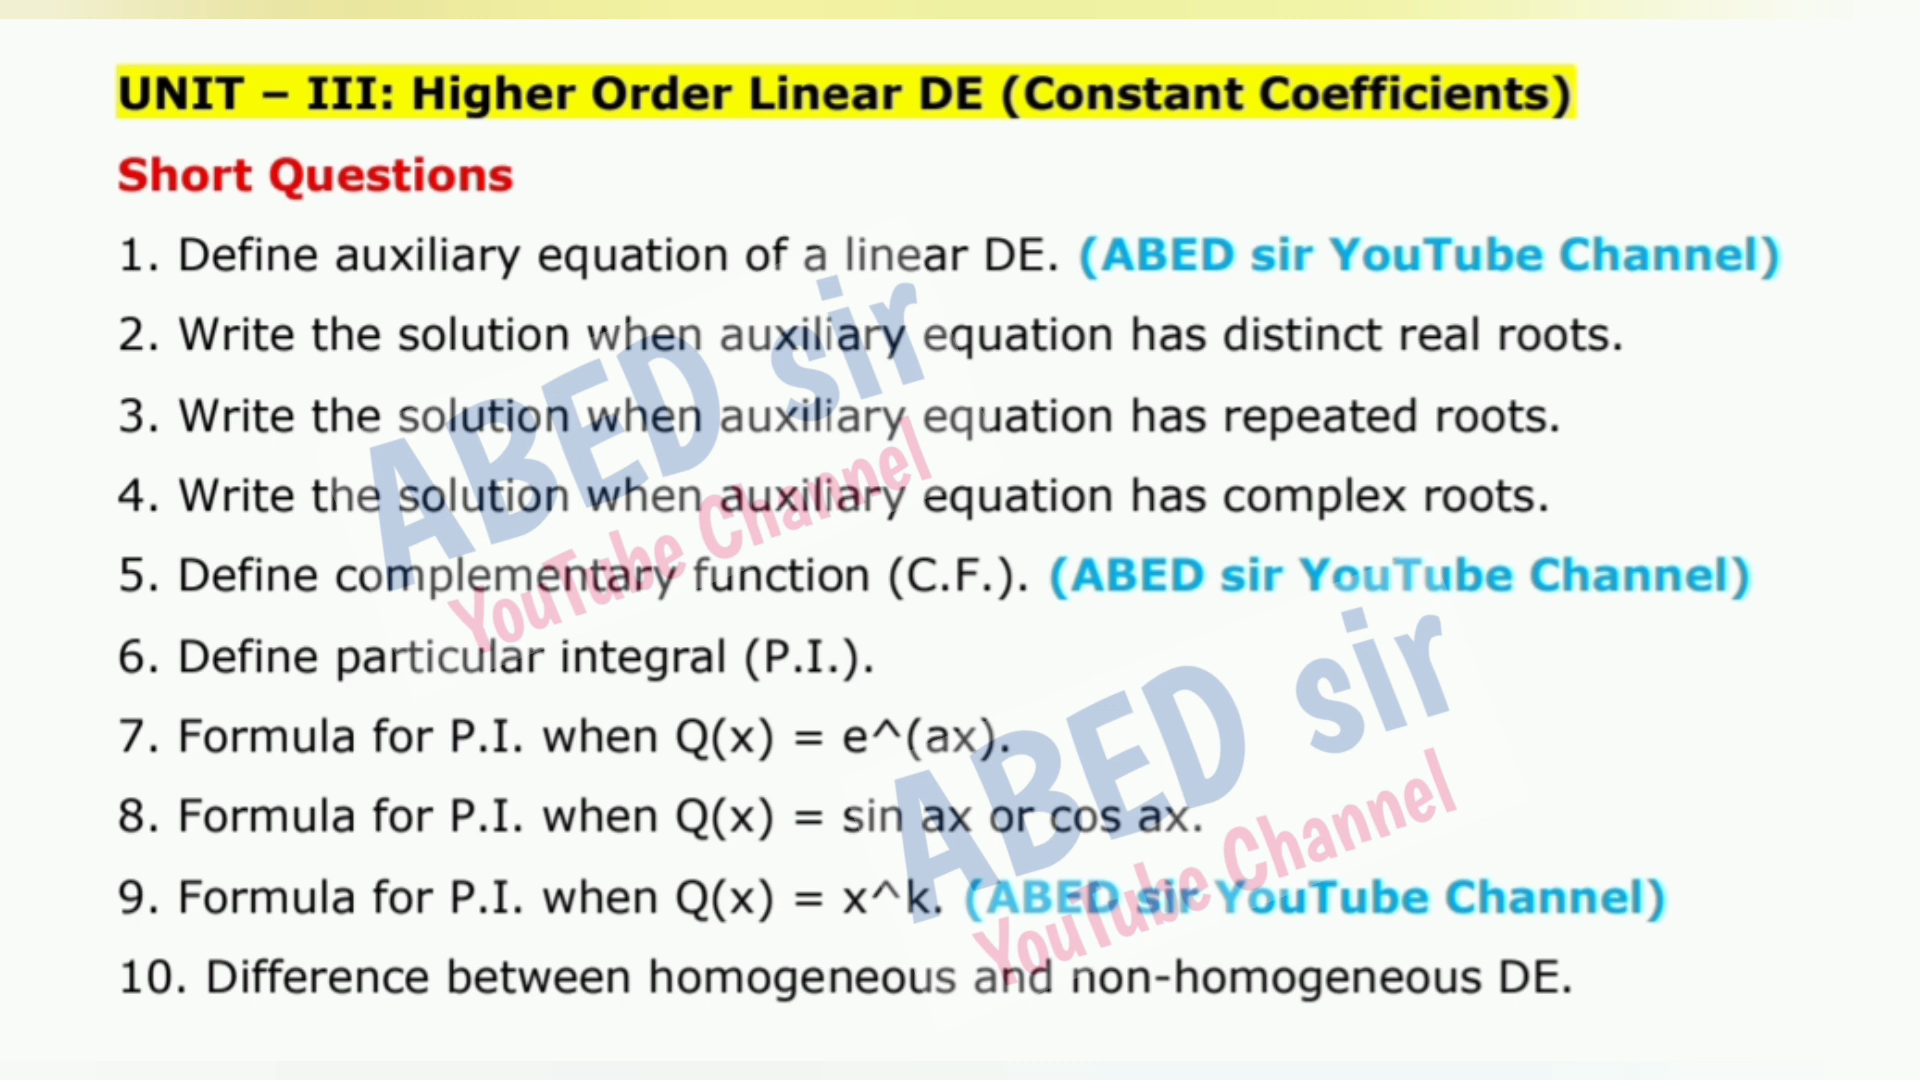 UNIT – III: Higher Order Linear DE (Constant Coefficients)
Short Questions
1. Define auxiliary equation of a linear DE. (ABED sir YouTube Channel)
2. Write the solution when auxiliary equation has distinct real roots.
3. Write the solution when auxiliary equation has repeated roots.
4. Write the solution when auxiliary equation has complex roots.
5. Define complementary function (C.F.). (ABED sir YouTube Channel)
6. Define particular integral (P.I.).
7. Formula for P.I. when Q(x) = e^(ax).
8. Formula for P.I. when Q(x) = sin ax or cos ax.
9. Formula for P.I. when Q(x) = x^k. (ABED sir YouTube Channel)
10. Difference between homogeneous and non-homogeneous DE.
ABED sir
YouTube Channel
ABED sir
YouTube Channel